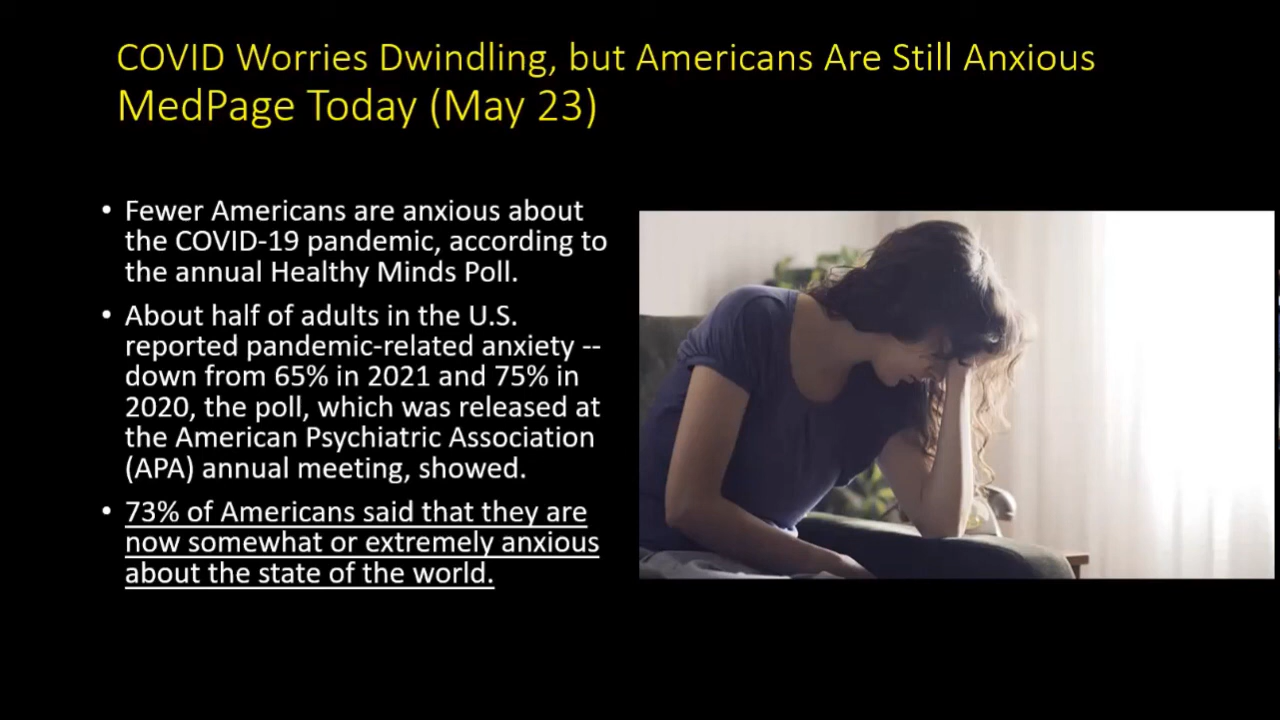 COVID Worries Dwindling, but Americans Are Still Anxious
MedPage Today (May 23)
• Fewer Americans are anxious about
the COVID-19 pandemic, according to
the annual Healthy Minds Poll.
• About half of adults in the U.S.
reported pandemic-related anxiety --
down from 65% in 2021 and 75% in
2020, the poll, which was released at
the American Psychiatric Association
(APA) annual meeting, showed.
• 73% of Americans said that they are
now somewhat or extremely anxious
about the state of the world.